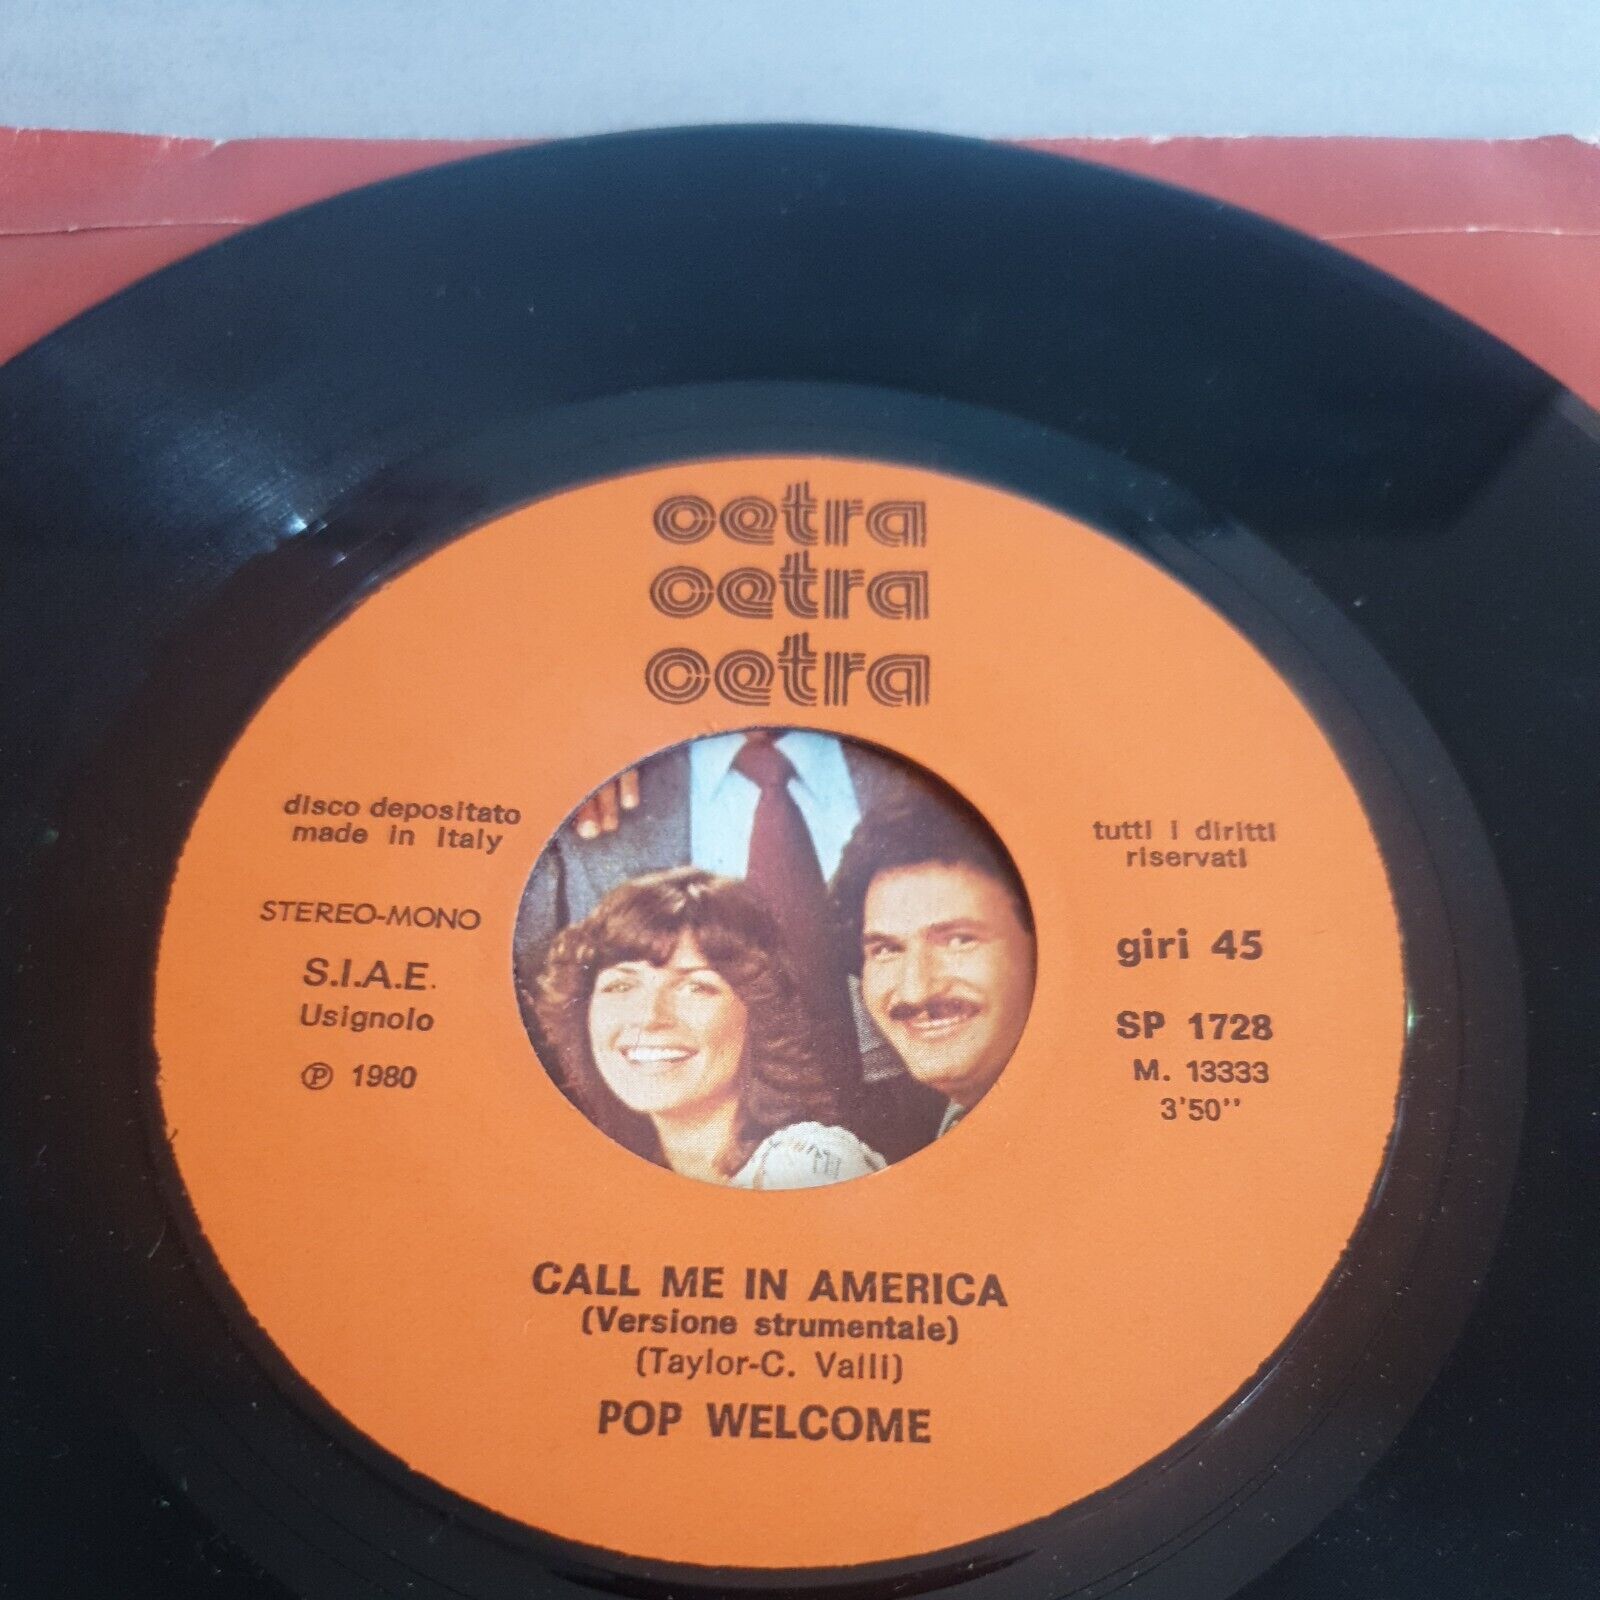 cetra
cetra
cetra
disco depositato
made in Italy
STEREO-MONO
S.I.A.E.
Usignolo
℗ 1980
tutti i diritti
riservati
giri 45
SP 1728
M. 13333
3'50''
CALL ME IN AMERICA
(Versione strumentale)
(Taylor-C. Valli)
POP WELCOME